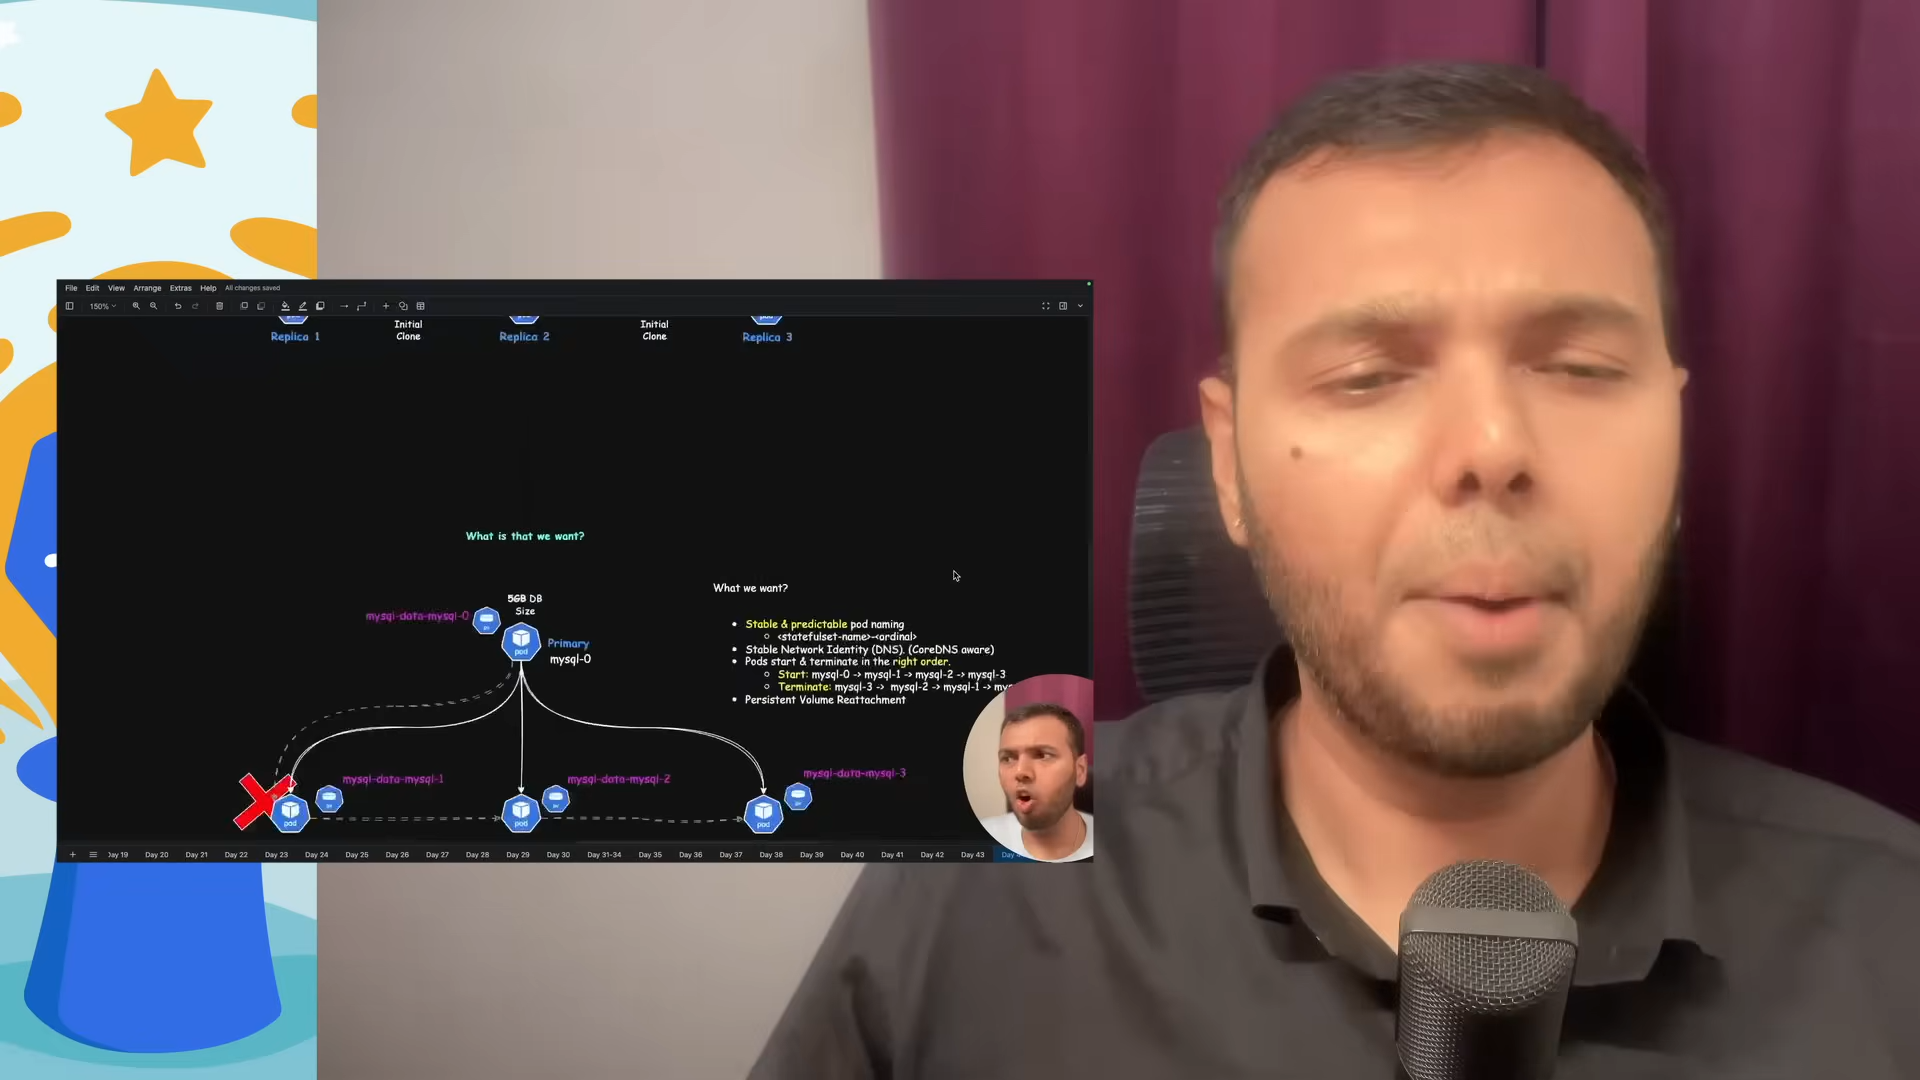 File Edit View Arrange Extras Help All changes saved
150%
Initial
Clone
Initial
Clone
Replica 1
Replica 2
Replica 3
What is that we want?
5GB DB
Size
mysql-data-mysql-0
pod
Primary
mysql-0
What we want?
Stable & predictable pod naming
<statefulset-name>-<ordinal>
Stable Network Identity (DNS). (CoreDNS aware)
Pods start & terminate in the right order.
Start: mysql-0 -> mysql-1 -> mysql-2 -> mysql-3
Terminate: mysql-3 -> mysql-2 -> mysql-1 ->
Persistent Volume Reattachment
mysql-data-mysql-1
mysql-data-mysql-2
mysql-data-mysql-3
pod
pod
pod
Day 20 Day 21 Day 22 Day 23 Day 24 Day 25 Day 26 Day 27 Day 28 Day 29 Day 30 Day 31-34 Day 35 Day 36 Day 37 Day 38 Day 39 Day 40 Day 41 Day 42 Day 43